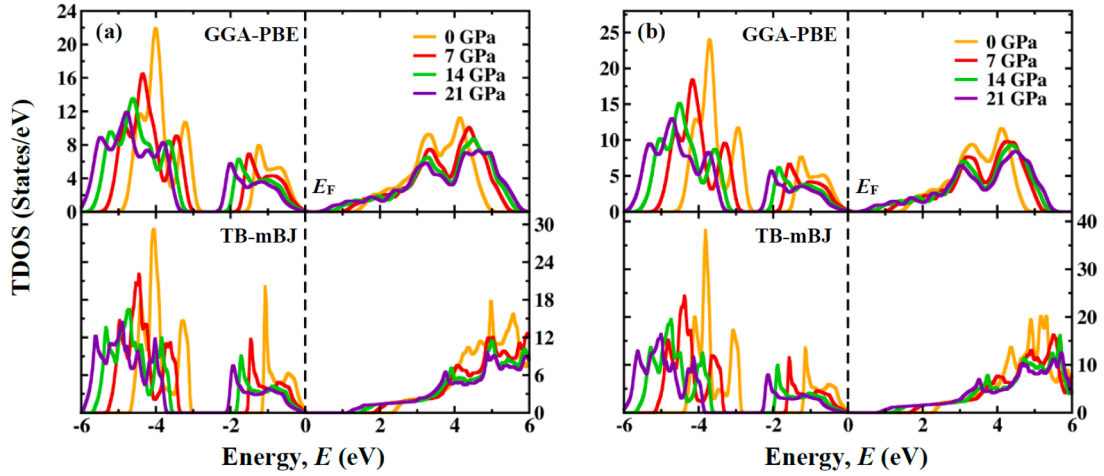 (a)
GGA-PBE
0 GPa
7 GPa
14 GPa
21 GPa
24
20
16
12
8
4
0
E_F
TB-mBJ
30
24
18
12
6
0
-6 -4 -2 0 2 4 6
Energy, E (eV)
TDOS (States/eV)
(b)
GGA-PBE
0 GPa
7 GPa
14 GPa
21 GPa
25
20
15
10
5
0
E_F
TB-mBJ
40
30
20
10
0
-6 -4 -2 0 2 4 6
Energy, E (eV)